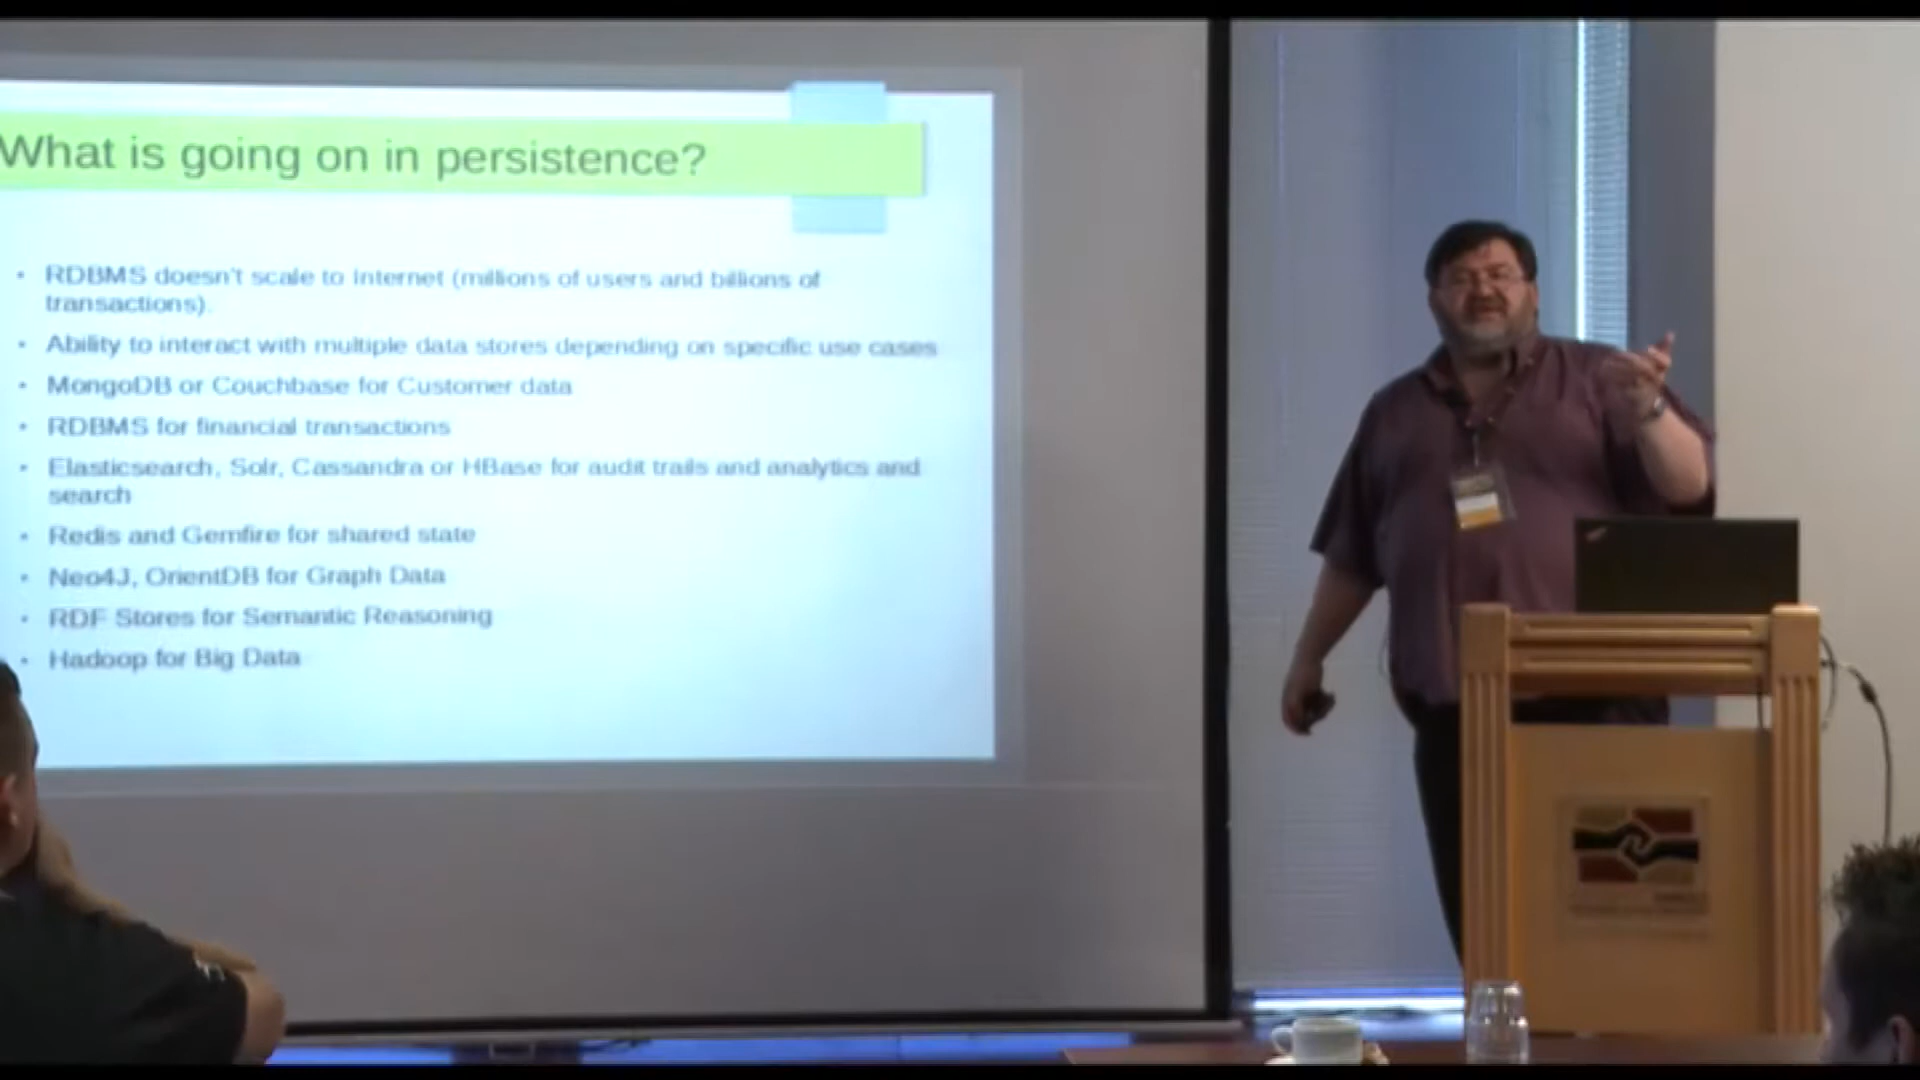 What is going on in persistence?
• RDBMS doesn't scale to Internet (millions of users and billions of
transactions).
• Ability to interact with multiple data stores depending on specific use cases
• MongoDB or Couchbase for Customer data
• RDBMS for financial transactions
• Elasticsearch, Solr, Cassandra or HBase for audit trails and analytics and
search
• Redis and Gemfire for shared state
• Neo4J, OrientDB for Graph Data
• RDF Stores for Semantic Reasoning
• Hadoop for Big Data